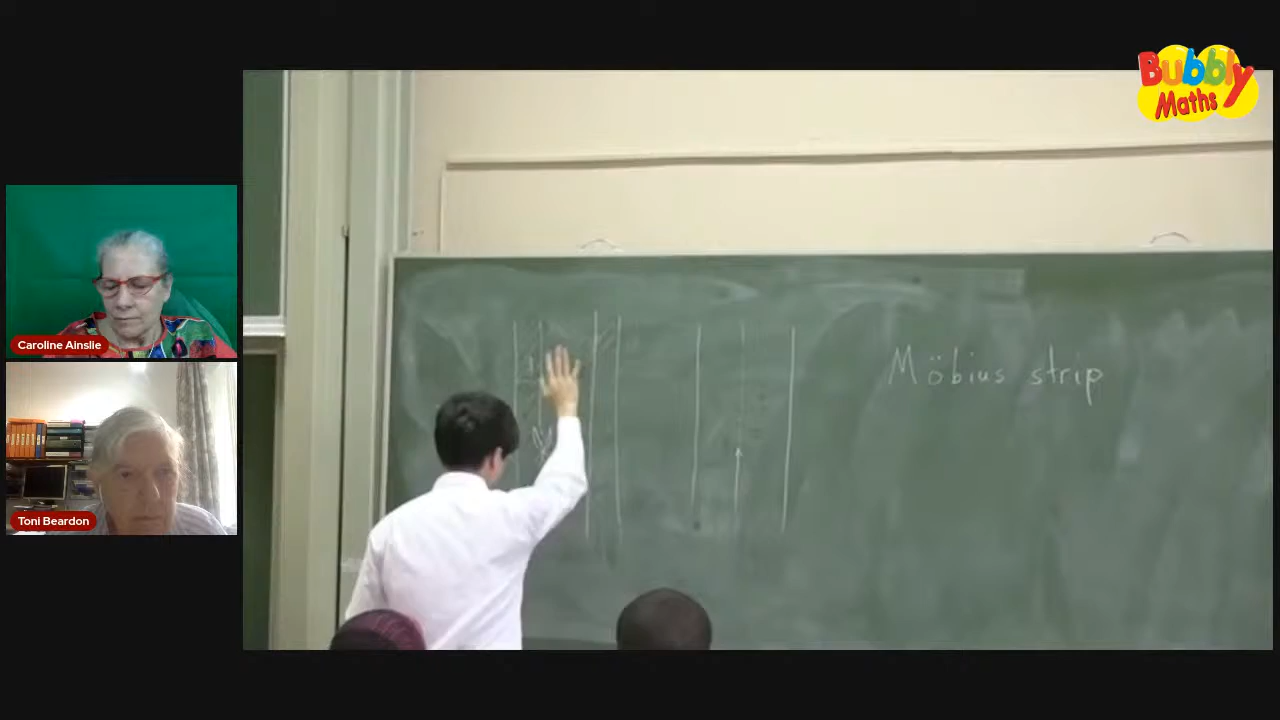 Bubbly
Maths
Caroline Ainslie
Toni Beardon
Möbius strip